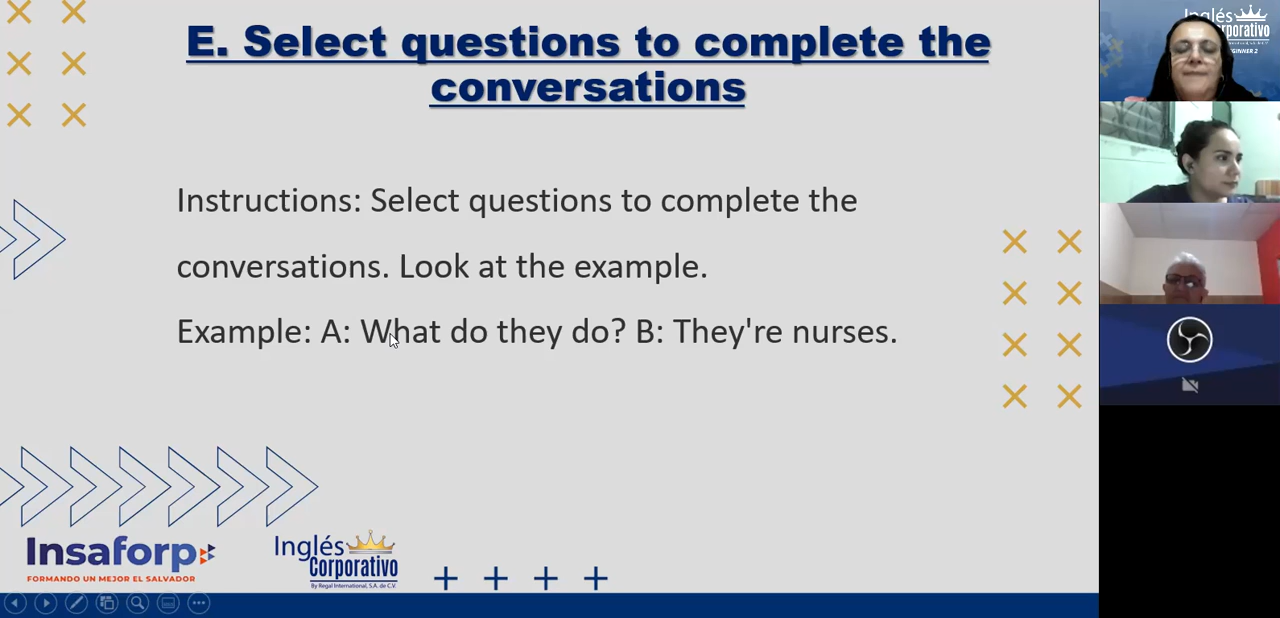 E. Select questions to complete the
conversations
Instructions: Select questions to complete the
conversations. Look at the example.
Example: A: What do they do? B: They're nurses.
Insaforp
FORMANDO UN MEJOR EL SALVADOR
Inglés
Corporativo
By Regal International, S.A. de C.V.
Inglés